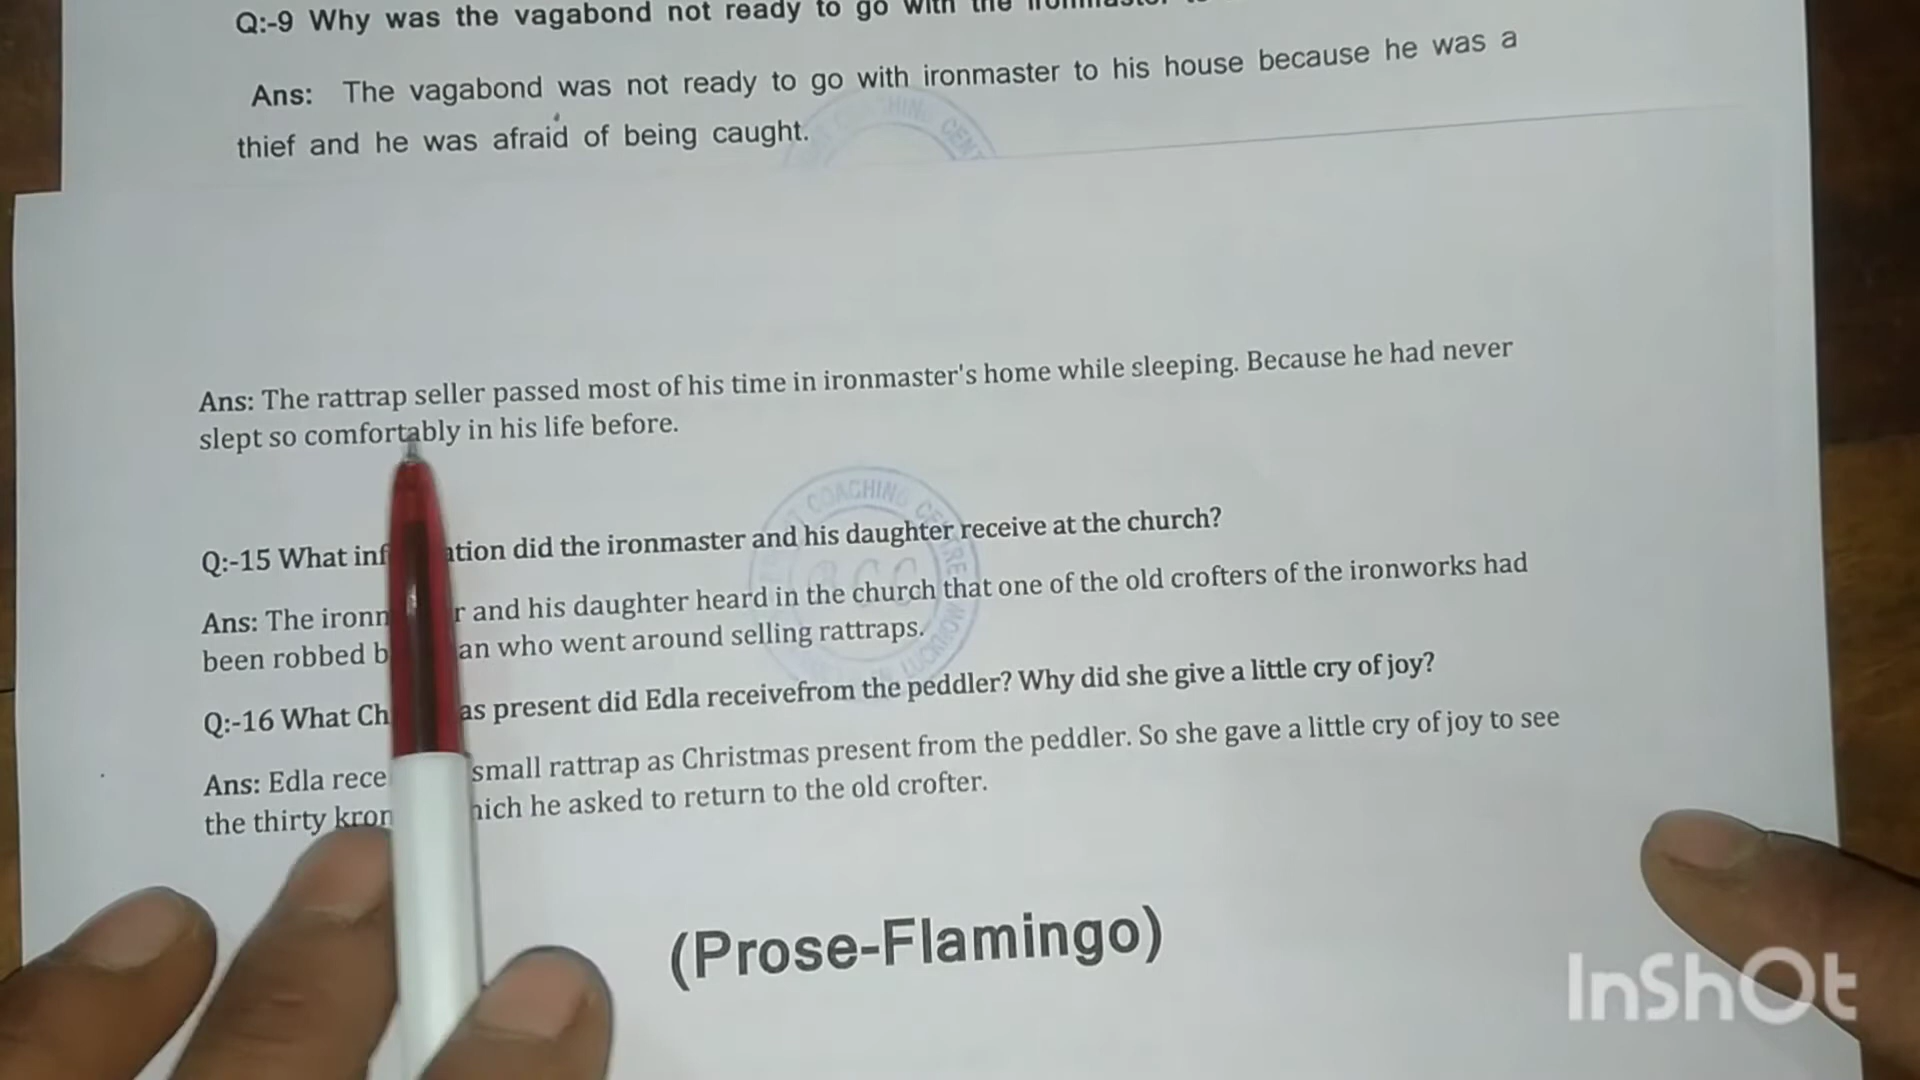 Q:-9 Why was the vagabond not ready to go with the ironmaster
Ans: The vagabond was not ready to go with ironmaster to his house because he was a
thief and he was afraid of being caught.
Ans: The rattrap seller passed most of his time in ironmaster's home while sleeping. Because he had never
slept so comfortably in his life before.
COACHING CENTRE
LUCKNOW
Q:-15 What inf ation did the ironmaster and his daughter receive at the church?
Ans: The ironm r and his daughter heard in the church that one of the old crofters of the ironworks had
been robbed b an who went around selling rattraps.
Q:-16 What Ch as present did Edla receivefrom the peddler? Why did she give a little cry of joy?
Ans: Edla rece small rattrap as Christmas present from the peddler. So she gave a little cry of joy to see
the thirty kron hich he asked to return to the old crofter.
(Prose-Flamingo)
InShOt